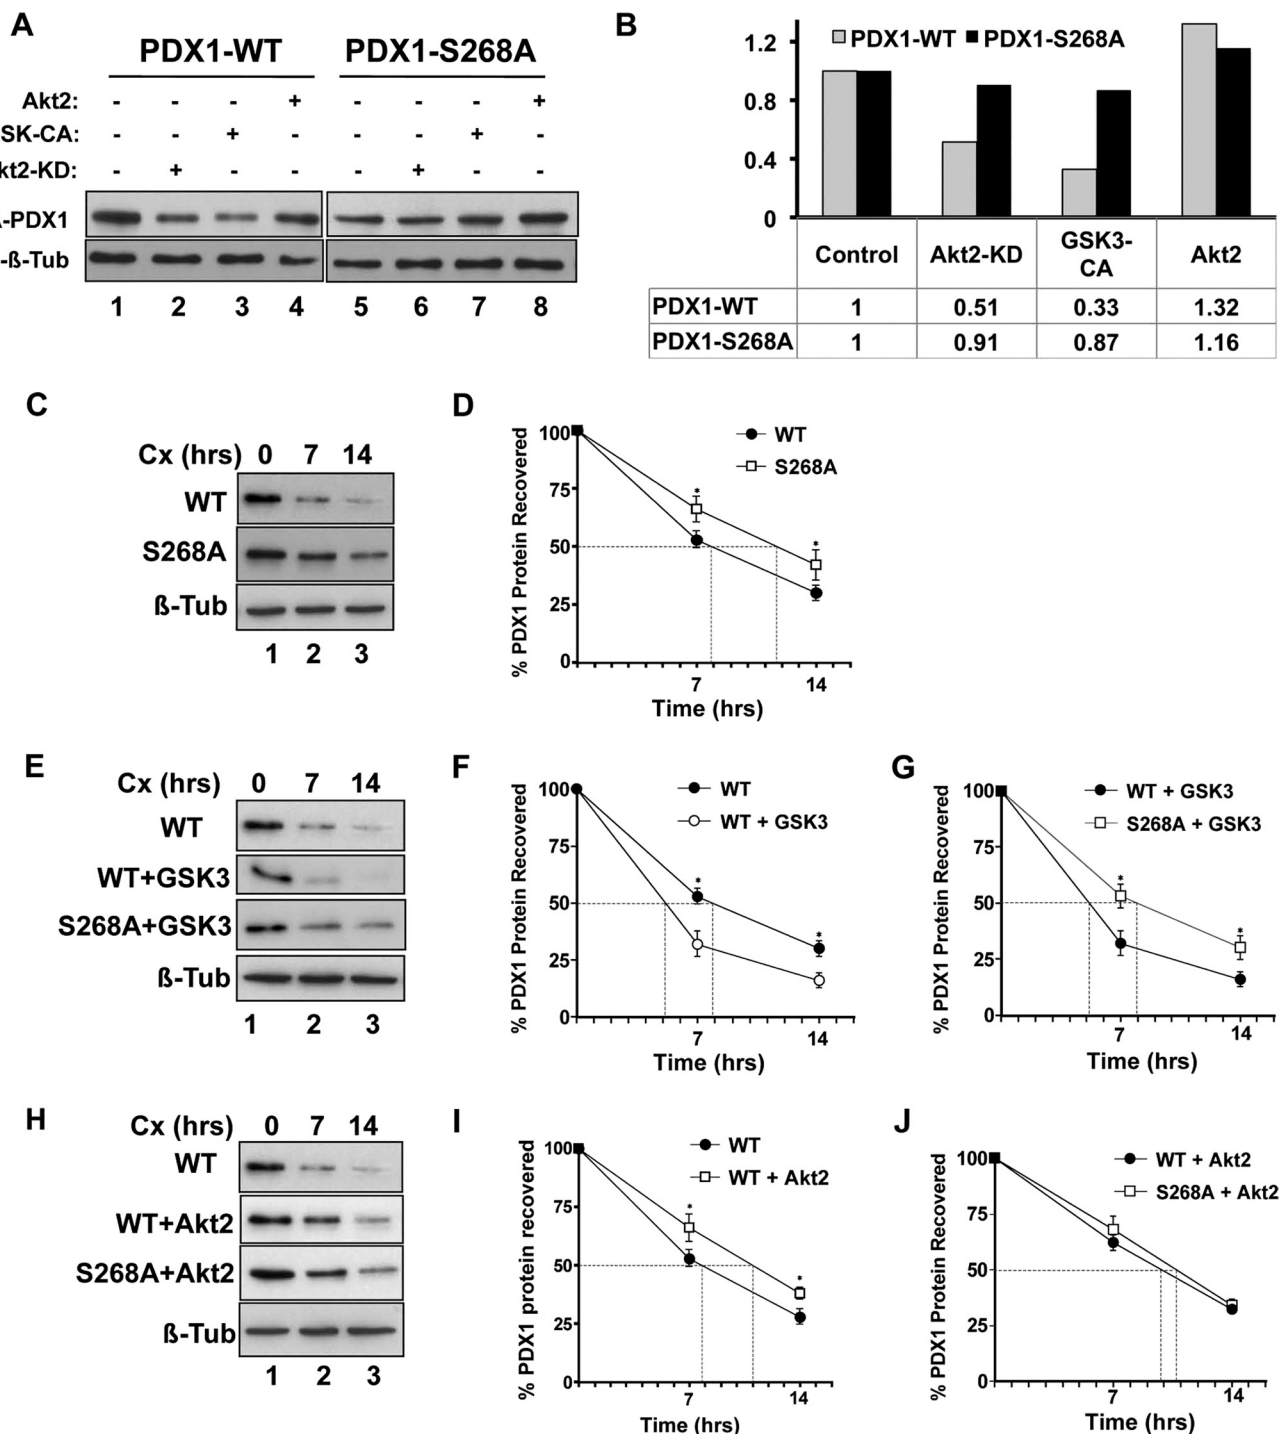 A
PDX1-WT PDX1-S268A
Akt2: - - - + - - - +
SK-CA: - - + - - - + -
kt2-KD: - + - - - + - -
-PDX1
-ß-Tub
1 2 3 4 5 6 7 8
B
PDX1-WT PDX1-S268A
1.2
0.8
0.4
0
Control Akt2-KD GSK3-CA Akt2
PDX1-WT 1 0.51 0.33 1.32
PDX1-S268A 1 0.91 0.87 1.16
C
Cx (hrs) 0 7 14
WT
S268A
ß-Tub
1 2 3
D
% PDX1 Protein Recovered
100
75
50
25
0
WT
S268A
*
*
7 14
Time (hrs)
E
Cx (hrs) 0 7 14
WT
WT+GSK3
S268A+GSK3
ß-Tub
1 2 3
F
% PDX1 Protein Recovered
100
75
50
25
0
WT
WT + GSK3
*
*
7 14
Time (hrs)
G
% PDX1 Protein Recovered
100
75
50
25
0
WT + GSK3
S268A + GSK3
*
*
7 14
Time (hrs)
H
Cx (hrs) 0 7 14
WT
WT+Akt2
S268A+Akt2
ß-Tub
1 2 3
I
% PDX1 protein recovered
100
75
50
25
0
WT
WT + Akt2
*
*
7 14
Time (hrs)
J
% PDX1 Protein Recovered
100
75
50
25
0
WT + Akt2
S268A + Akt2
7 14
Time (hrs)